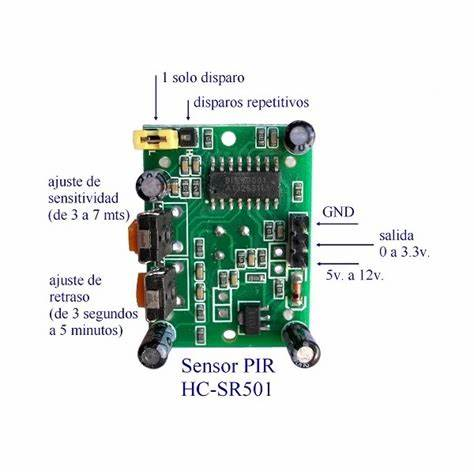 1 solo disparo
disparos repetitivos
L
H
BISS0001
ajuste de
sensitividad
(de 3 a 7 mts)
GND
salida
0 a 3.3v.
5v. a 12v.
ajuste de
retraso
(de 3 segundos
a 5 minutos)
Sensor PIR
HC-SR501